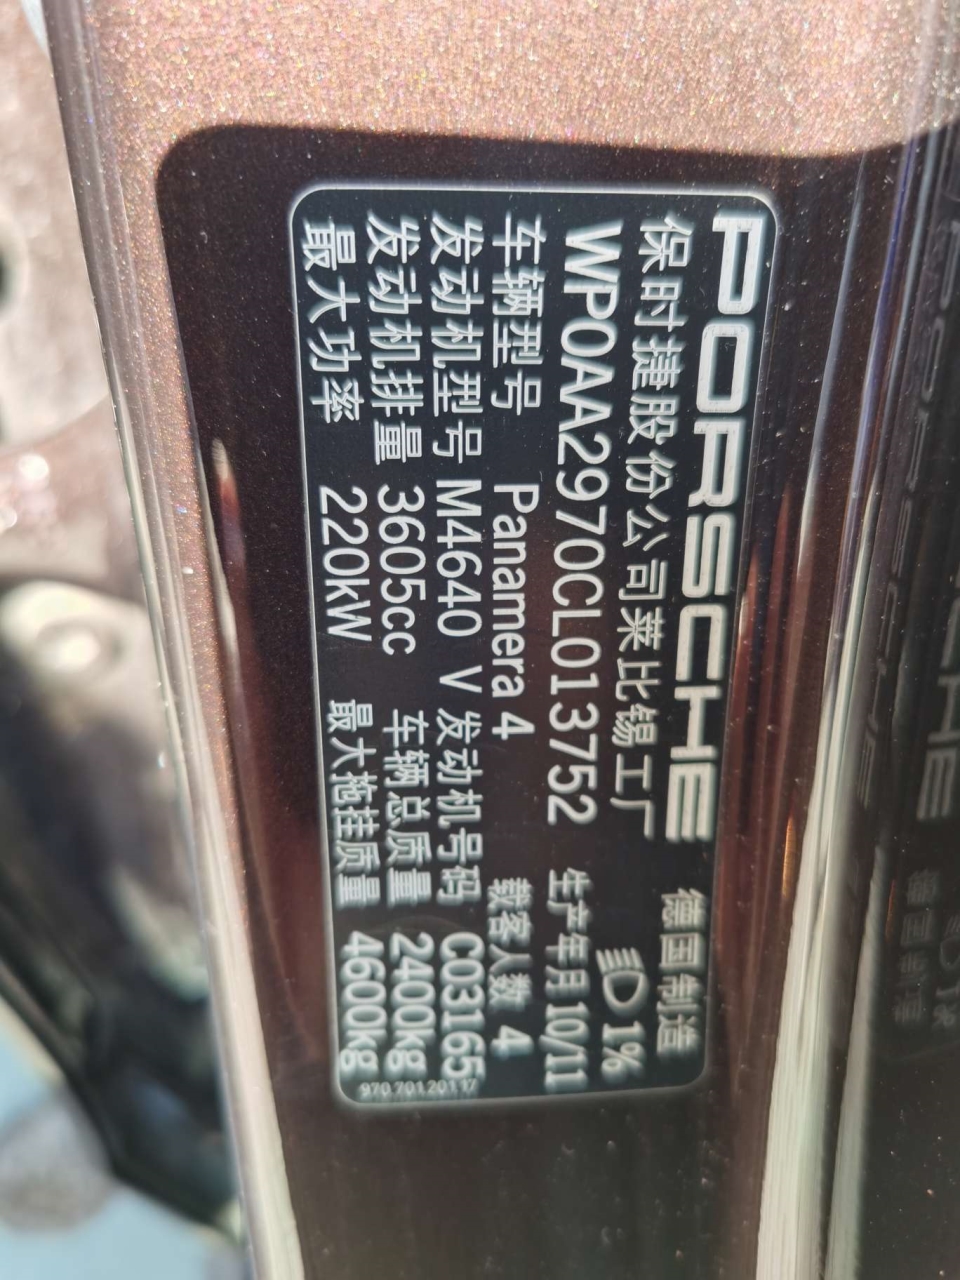 PORSCHE 德国制造
保时捷股份公司莱比锡工厂 1%
WP0AA2970CL013752 生产年月 10/11
车辆型号 Panamera 4 载客人数 4
发动机型号 M4640 V 发动机号码 C03165
发动机排量 3605cc 车辆总质量 2400kg
最大功率 220kW 最大拖挂质量 4600kg
970.701.201.17